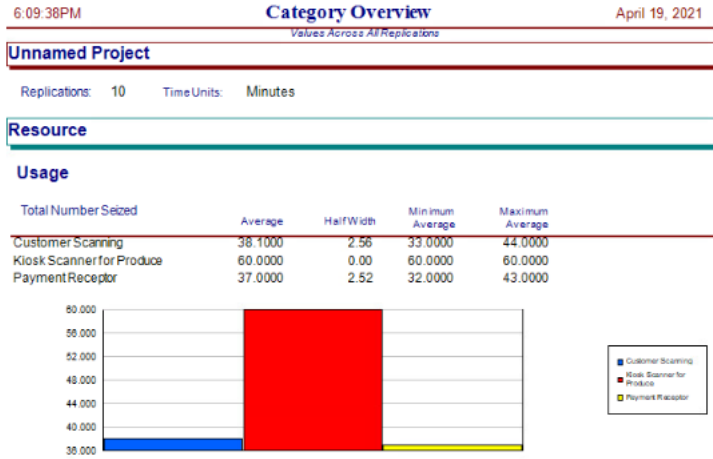 6:09:38PM Category Overview April 19, 2021
Values Across All Replications
Unnamed Project
Replications: 10 Time Units: Minutes
Resource
Usage
Total Number Seized Average Half Width Minimum Average Maximum Average
Customer Scanning 38.1000 2.56 33.0000 44.0000
Kiosk Scanner for Produce 60.0000 0.00 60.0000 60.0000
Payment Receptor 37.0000 2.52 32.0000 43.0000
60.000
56.000
52.000
48.000
44.000
40.000
36.000
Customer Scanning
Kiosk Scanner for
Produce
Payment Receptor